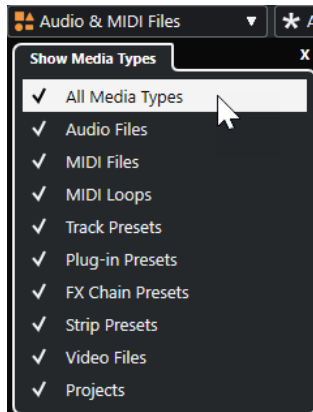 Audio & MIDI Files
A
Show Media Types
X
All Media Types
Audio Files
MIDI Files
MIDI Loops
Track Presets
Plug-in Presets
FX Chain Presets
Strip Presets
Video Files
Projects